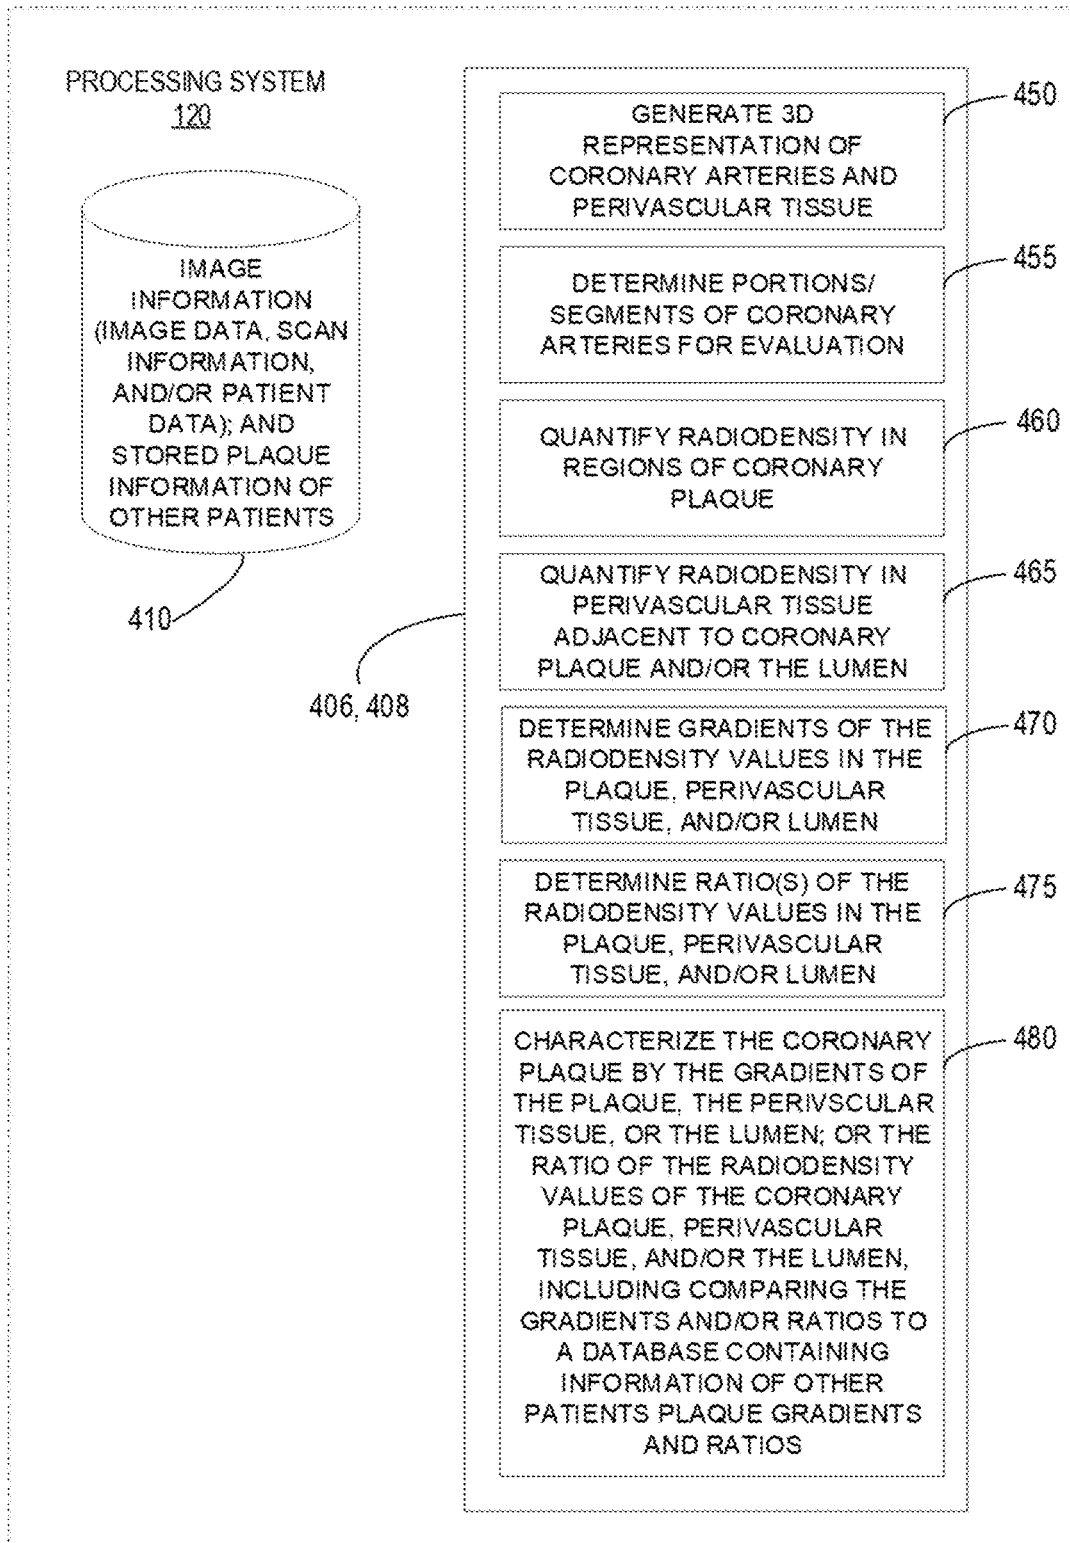 PROCESSING SYSTEM
120
IMAGE
INFORMATION
(IMAGE DATA, SCAN
INFORMATION,
AND/OR PATIENT
DATA); AND
STORED PLAQUE
INFORMATION OF
OTHER PATIENTS
410
406, 408
GENERATE 3D
REPRESENTATION OF
CORONARY ARTERIES AND
PERIVASCULAR TISSUE
450
DETERMINE PORTIONS/
SEGMENTS OF CORONARY
ARTERIES FOR EVALUATION
455
QUANTIFY RADIODENSITY IN
REGIONS OF CORONARY
PLAQUE
460
QUANTIFY RADIODENSITY IN
PERIVASCULAR TISSUE
ADJACENT TO CORONARY
PLAQUE AND/OR THE LUMEN
465
DETERMINE GRADIENTS OF THE
RADIODENSITY VALUES IN THE
PLAQUE, PERIVASCULAR
TISSUE, AND/OR LUMEN
470
DETERMINE RATIO(S) OF THE
RADIODENSITY VALUES IN THE
PLAQUE, PERIVASCULAR
TISSUE, AND/OR LUMEN
475
CHARACTERIZE THE CORONARY
PLAQUE BY THE GRADIENTS OF
THE PLAQUE, THE PERIVSCULAR
TISSUE, OR THE LUMEN; OR THE
RATIO OF THE RADIODENSITY
VALUES OF THE CORONARY
PLAQUE, PERIVASCULAR
TISSUE, AND/OR THE LUMEN,
INCLUDING COMPARING THE
GRADIENTS AND/OR RATIOS TO
A DATABASE CONTAINING
INFORMATION OF OTHER
PATIENTS PLAQUE GRADIENTS
AND RATIOS
480